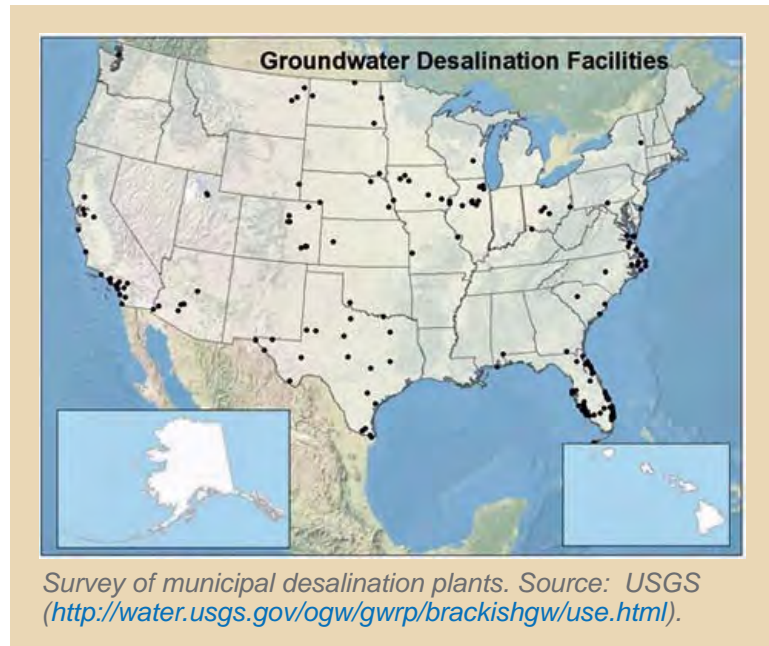 Groundwater Desalination Facilities
Survey of municipal desalination plants. Source: USGS
(http://water.usgs.gov/ogw/gwrp/brackishgw/use.html).